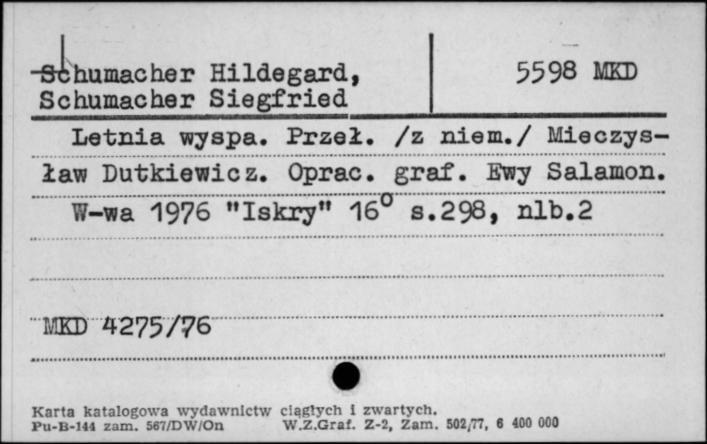 Schumacher Hildegard,
Schumacher Siegfried
5598 MKD
Letnia wyspa. Przeł. /z niem./ Mieczys-
ław Dutkiewicz. Oprac. graf. Ewy Salamon.
W-wa 1976 "Iskry" 16° s.298, nlb.2
MKD 4275/76
Karta katalogowa wydawnictw ciągłych i zwartych.
Pu-B-144 zam. 567/DW/On W.Z.Graf. Z-2, Zam. 502/77, 6 400 000